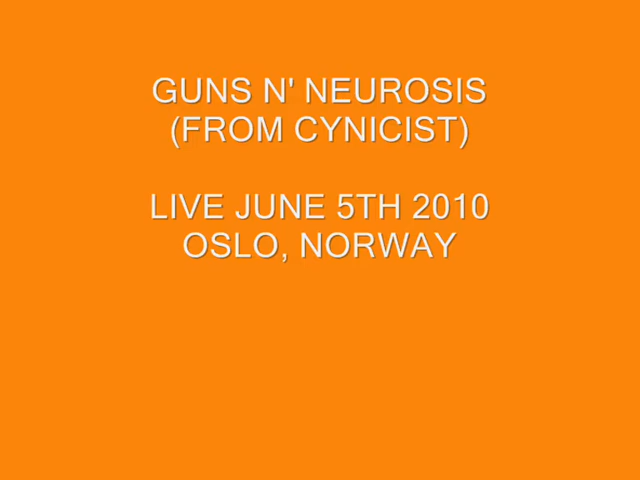 GUNS N' NEUROSIS
(FROM CYNICIST)
LIVE JUNE 5TH 2010
OSLO, NORWAY